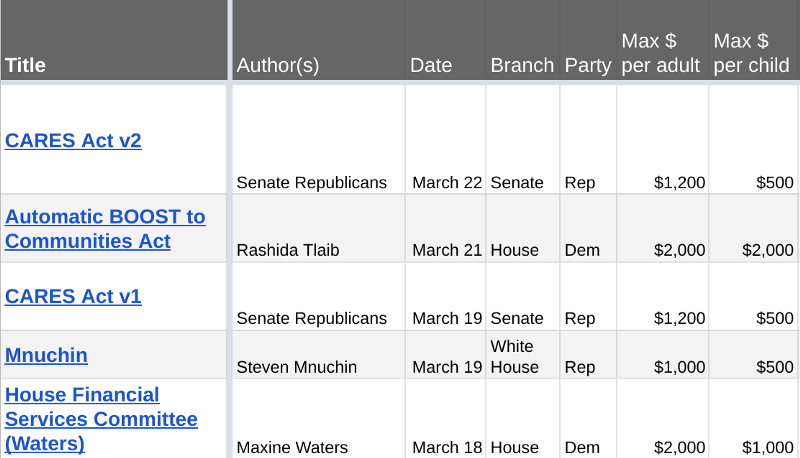 Title Author(s) Date Branch Party Max $ per adult Max $ per child
CARES Act v2 Senate Republicans March 22 Senate Rep $1,200 $500
Automatic BOOST to
Communities Act Rashida Tlaib March 21 House Dem $2,000 $2,000
CARES Act v1 Senate Republicans March 19 Senate Rep $1,200 $500
Mnuchin Steven Mnuchin March 19 White House Rep $1,000 $500
House Financial
Services Committee
(Waters) Maxine Waters March 18 House Dem $2,000 $1,000